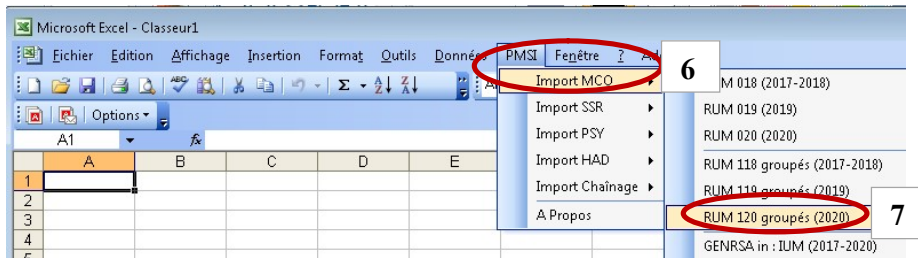 Microsoft Excel - Classeur1
Fichier Edition Affichage Insertion Format Outils Données PMSI Fenêtre ?
Options
A1 fx
A B C D E
1
2
3
4
Import MCO
Import SSR
Import PSY
Import HAD
Import Chaînage
A Propos
6
018 (2017-2018)
RUM 019 (2019)
RUM 020 (2020)
RUM 118 groupés (2017-2018)
RUM 119 groupés (2019)
RUM 120 groupés (2020)
7
GENRSA in : IUM (2017-2020)